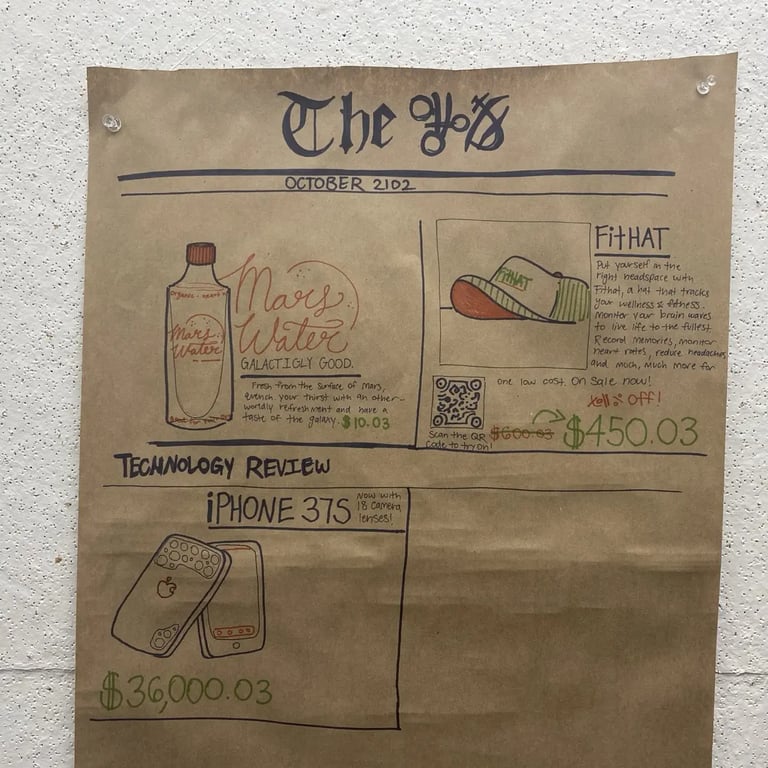 The
OCTOBER 2102
Mars
Water
GALACTICLY GOOD.
Fresh from the surface of Mars,
quench your thirst with an other-
worldly refreshment and have a
taste of the galaxy. $10.03
ORGANIC
Mars
Water
FitHAT
FitHAT
Put yourself in the
right headspace with
Fithat, a hat that tracks
your wellness & fitness.
Monitor your brain waves
to live life to the fullest.
Record memories, monitor
heart rates, reduce headaches,
and much, much more for
one low cost. On Sale now!
% Off!
Scan the QR
code to try on!
$600.03
$450.03
TECHNOLOGY REVIEW
iPHONE 37S
Now with
18 camera
lenses!
$36,000.03